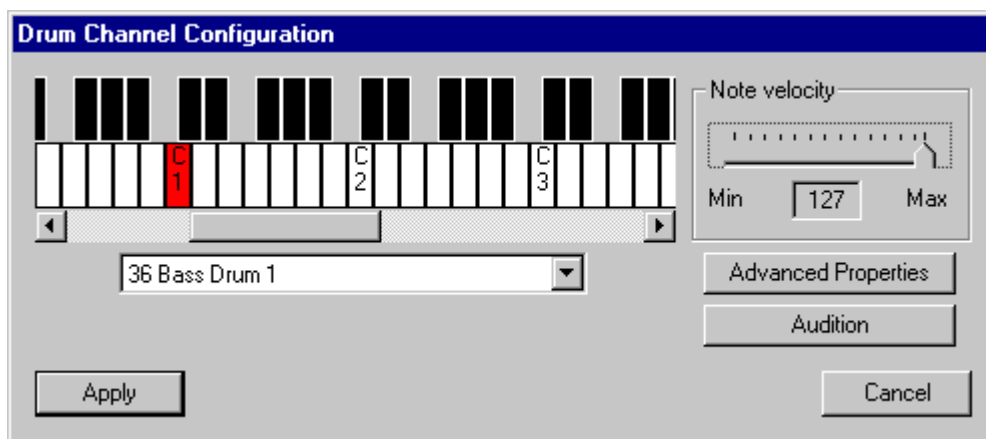 Drum Channel Configuration
C
1
C
2
C
3
Note velocity
Min 127 Max
36 Bass Drum 1
Advanced Properties
Audition
Apply
Cancel